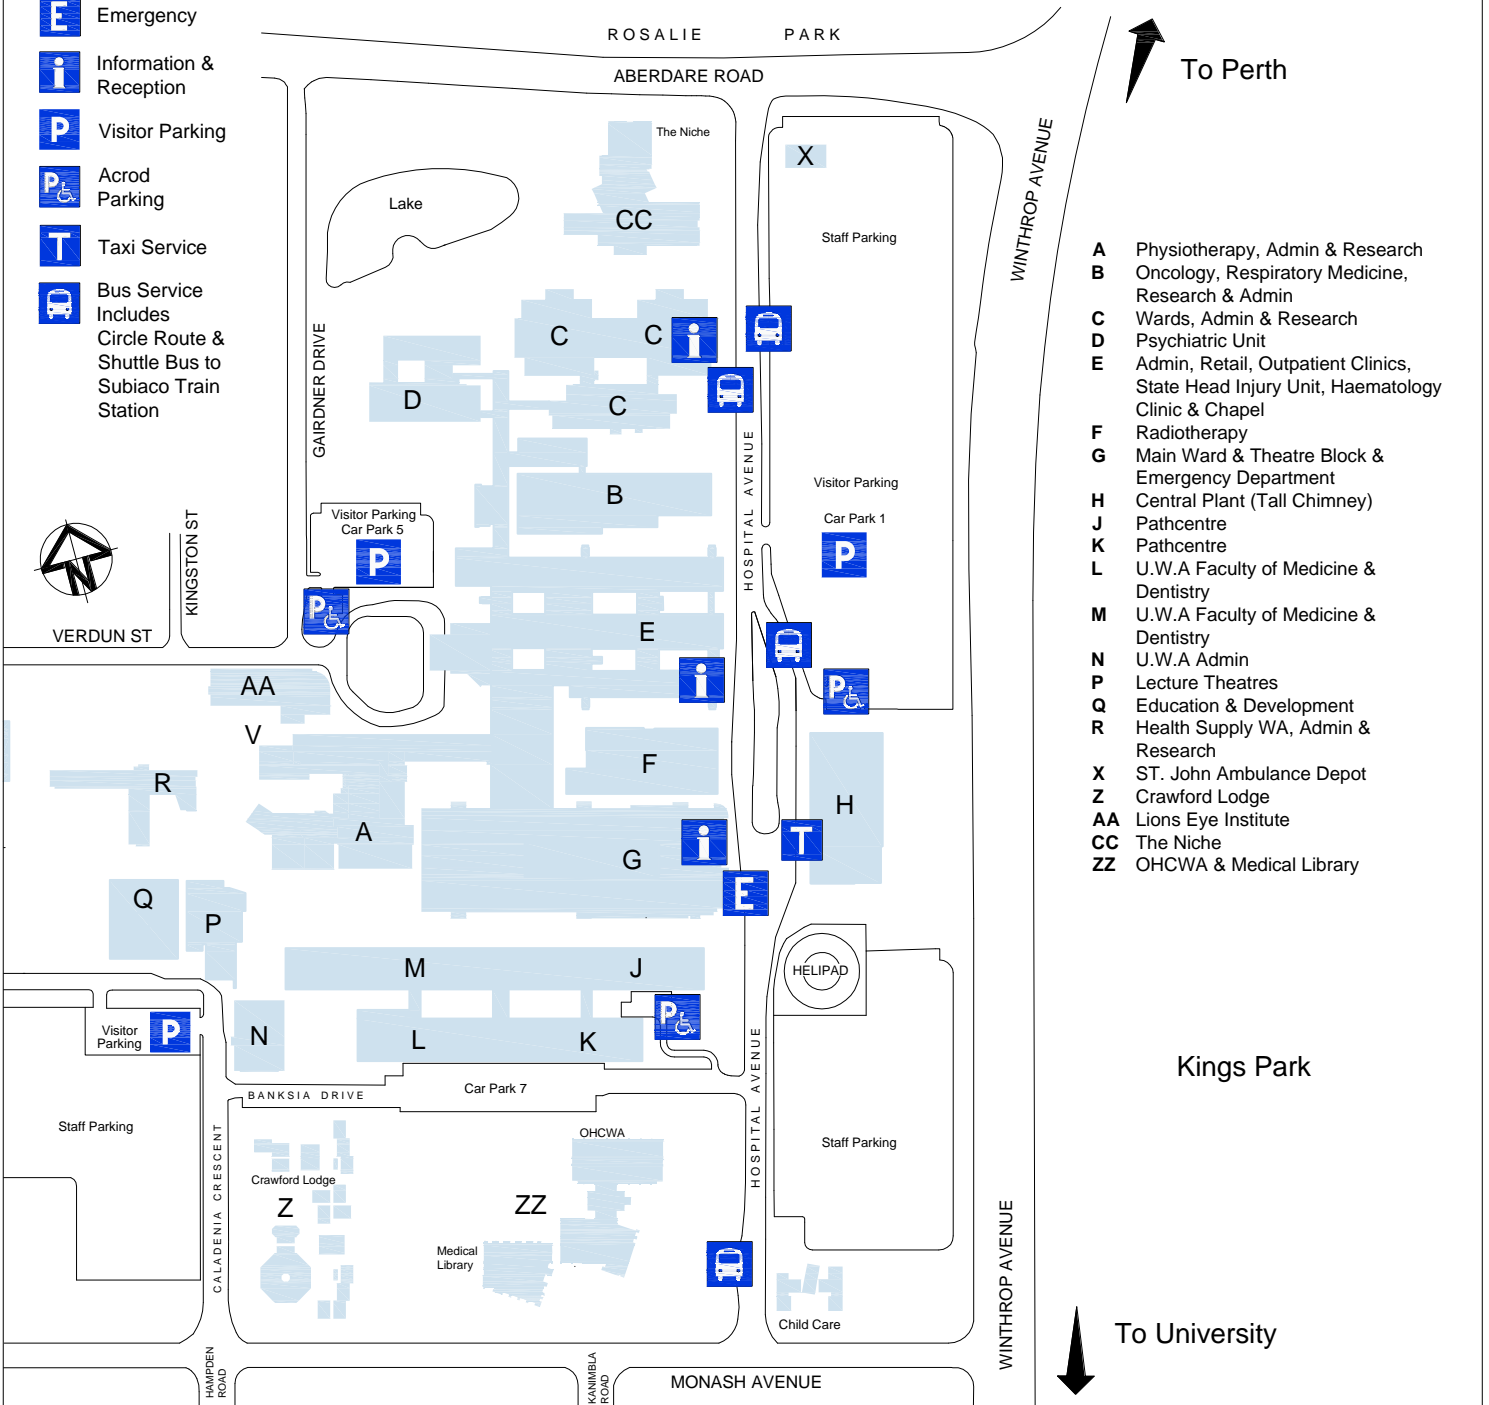 E
Emergency
i
Information &
Reception
P
Visitor Parking
P
Acrod
Parking
T
Taxi Service
Bus Service
Includes
Circle Route &
Shuttle Bus to
Subiaco Train
Station
ROSALIE PARK
ABERDARE ROAD
To Perth
WINTHROP AVENUE
The Niche
X
Lake
CC
Staff Parking
GAIRDNER DRIVE
C
C
i
D
C
HOSPITAL AVENUE
B
Visitor Parking
Car Park 1
P
Visitor Parking
Car Park 5
P
N
KINGSTON ST
P
VERDUN ST
E
i
P
AA
V
R
F
H
A
G
i
T
E
Q
P
M
J
HELIPAD
Visitor
Parking
P
N
L
K
P
HOSPITAL AVENUE
BANKSIA DRIVE
Car Park 7
Staff Parking
CALADENIA CRESCENT
OHCWA
Staff Parking
Crawford Lodge
Z
ZZ
Medical
Library
Child Care
WINTHROP AVENUE
HAMPDEN
ROAD
KANIMBLA
ROAD
MONASH AVENUE
A Physiotherapy, Admin & Research
B Oncology, Respiratory Medicine,
Research & Admin
C Wards, Admin & Research
D Psychiatric Unit
E Admin, Retail, Outpatient Clinics,
State Head Injury Unit, Haematology
Clinic & Chapel
F Radiotherapy
G Main Ward & Theatre Block &
Emergency Department
H Central Plant (Tall Chimney)
J Pathcentre
K Pathcentre
L U.W.A Faculty of Medicine &
Dentistry
M U.W.A Faculty of Medicine &
Dentistry
N U.W.A Admin
P Lecture Theatres
Q Education & Development
R Health Supply WA, Admin &
Research
X ST. John Ambulance Depot
Z Crawford Lodge
AA Lions Eye Institute
CC The Niche
ZZ OHCWA & Medical Library
Kings Park
To University